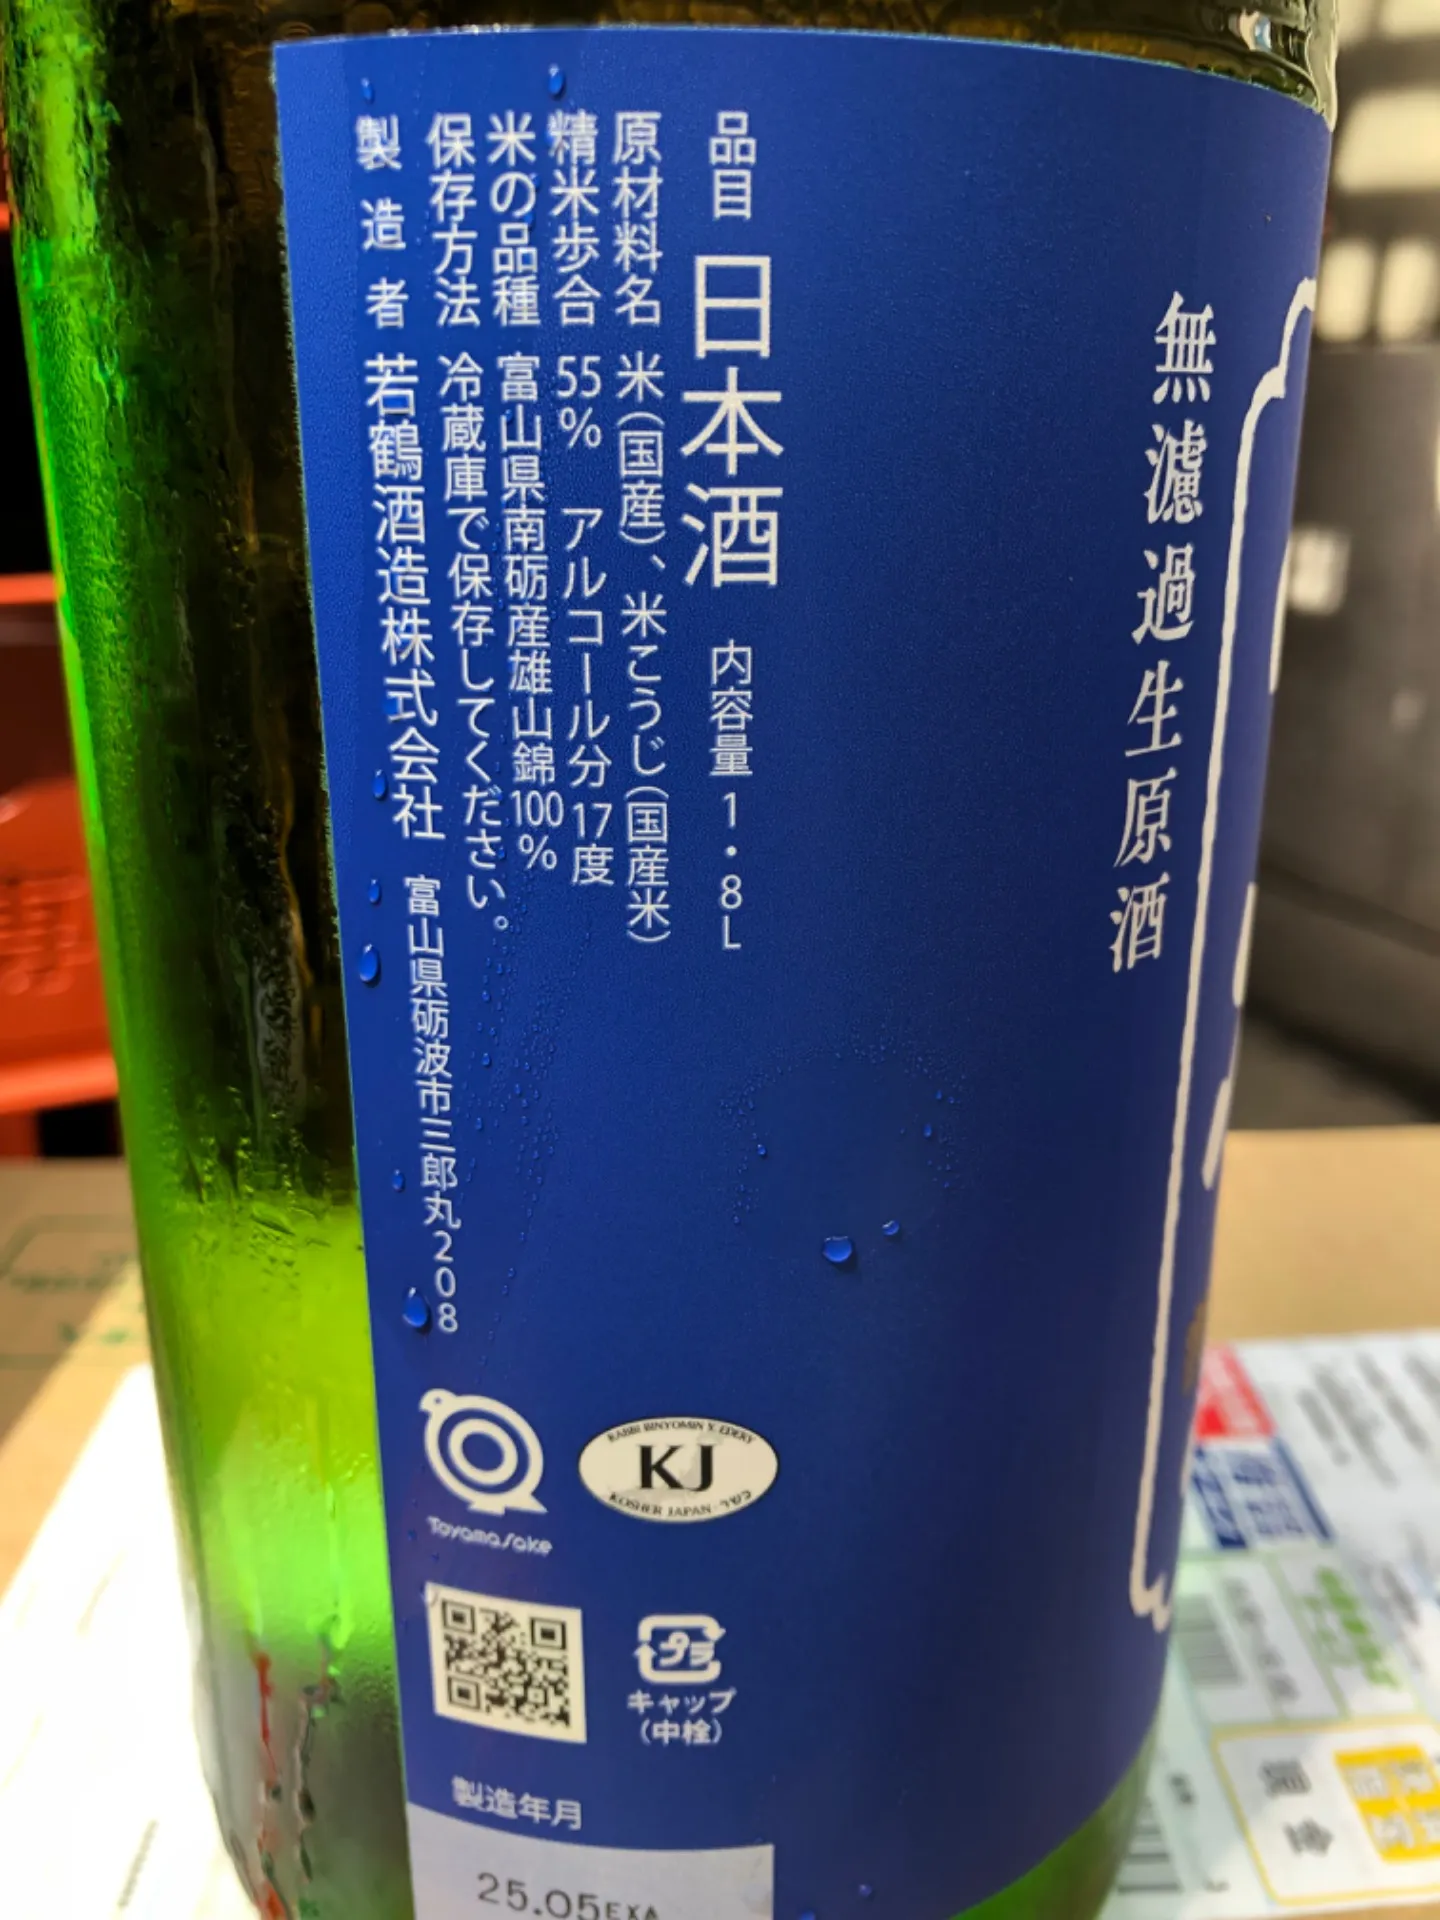 無濾過生原酒
品目 日本酒 内容量 1・8L
原材料名 米(国産)、米こうじ(国産米)
精米歩合 55% アルコール分17度
米の品種 富山県南砺産雄山錦100%
保存方法 冷蔵庫で保存してください。
製造者 若鶴酒造株式会社 富山県砺波市三郎丸208
ToyamaSake
RABBI BINYOMIN Y. EDERY
KJ
KOSHER JAPAN · כשר
プラ
キャップ
(中栓)
製造年月
25.05EXA